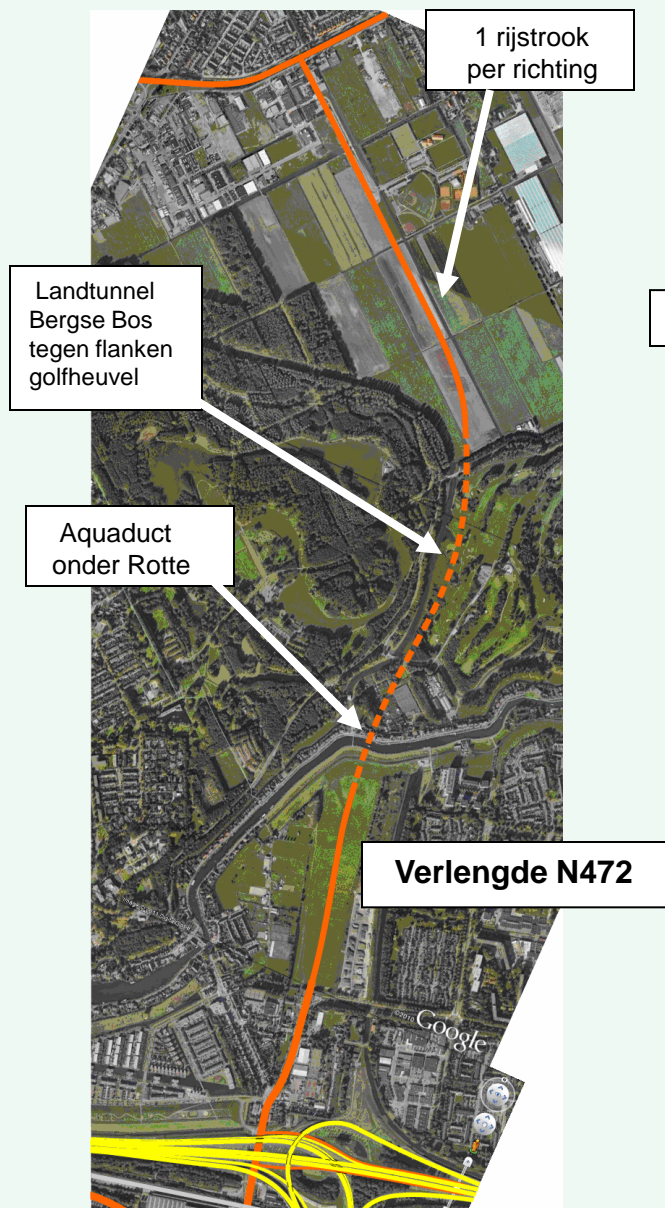 1 rijstrook
per richting
Landtunnel
Bergse Bos
tegen flanken
golfheuvel
Aquaduct
onder Rotte
Verlengde N472
©2010 Google